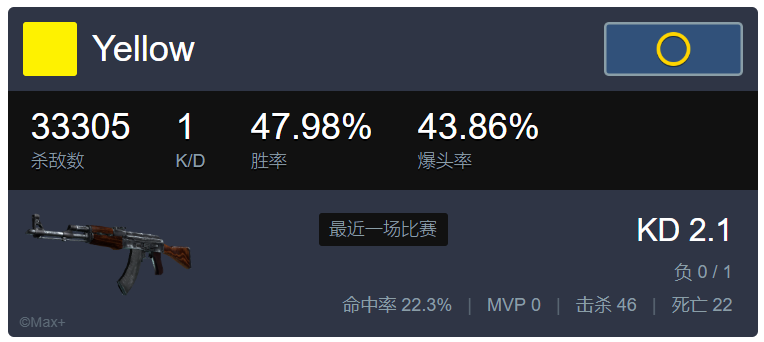 Yellow
33305 1 47.98% 43.86%
杀敌数 K/D 胜率 爆头率
最近一场比赛
KD 2.1
负 0 / 1
命中率 22.3% | MVP 0 | 击杀 46 | 死亡 22
©Max+